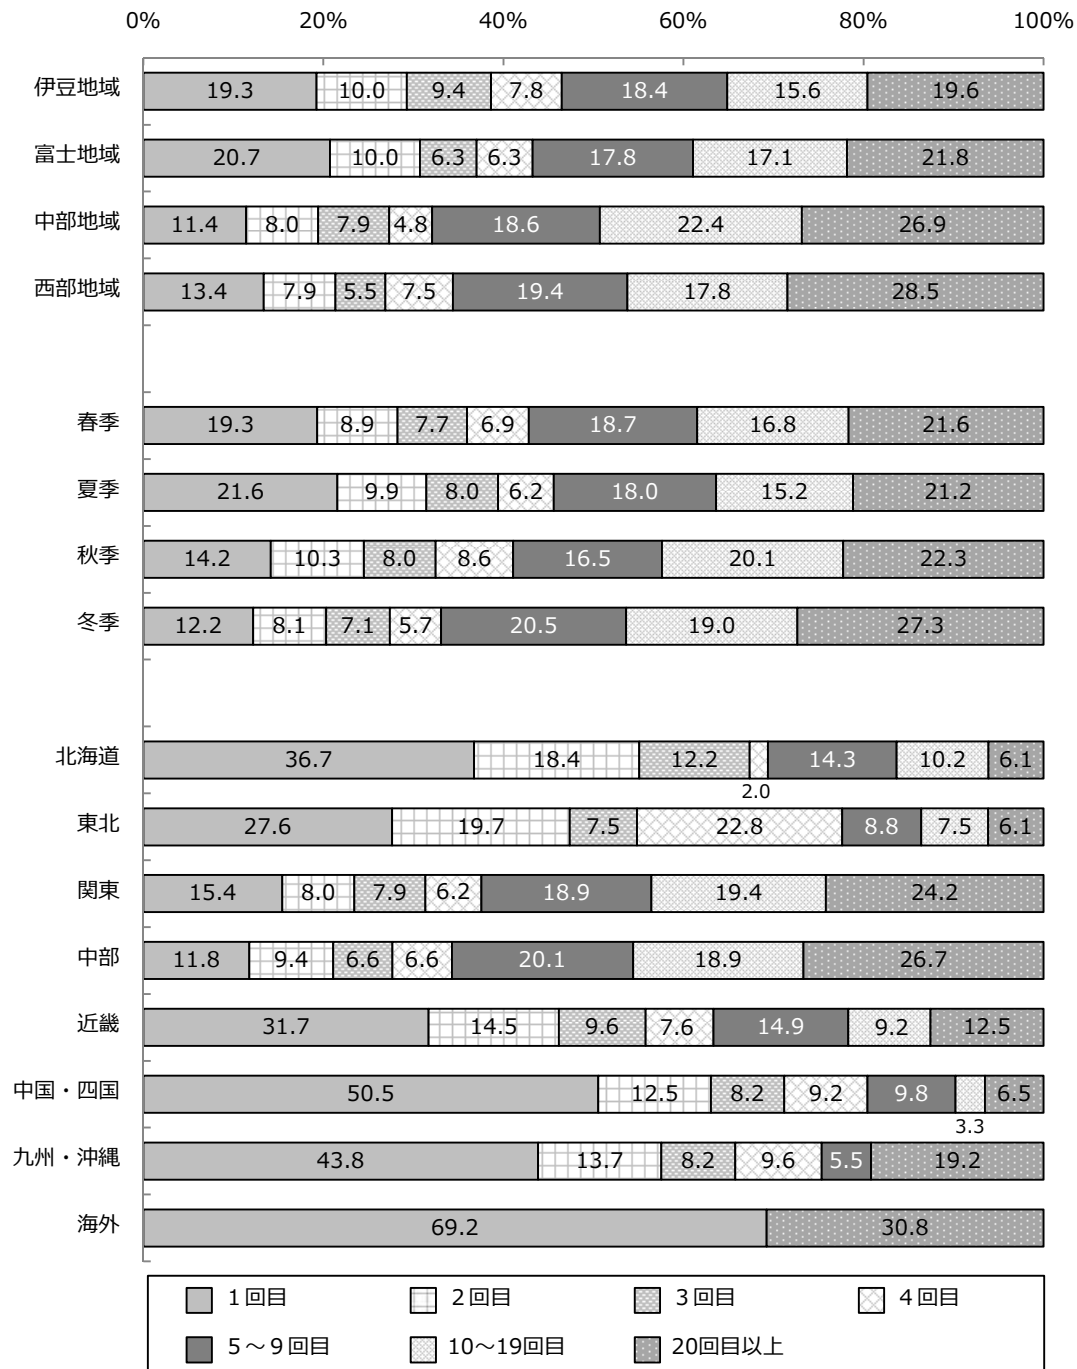 0% 20% 40% 60% 80% 100%
伊豆地域 19.3 10.0 9.4 7.8 18.4 15.6 19.6
富士地域 20.7 10.0 6.3 6.3 17.8 17.1 21.8
中部地域 11.4 8.0 7.9 4.8 18.6 22.4 26.9
西部地域 13.4 7.9 5.5 7.5 19.4 17.8 28.5
春季 19.3 8.9 7.7 6.9 18.7 16.8 21.6
夏季 21.6 9.9 8.0 6.2 18.0 15.2 21.2
秋季 14.2 10.3 8.0 8.6 16.5 20.1 22.3
冬季 12.2 8.1 7.1 5.7 20.5 19.0 27.3
北海道 36.7 18.4 12.2 14.3 10.2 6.1
2.0
東北 27.6 19.7 7.5 22.8 8.8 7.5 6.1
関東 15.4 8.0 7.9 6.2 18.9 19.4 24.2
中部 11.8 9.4 6.6 6.6 20.1 18.9 26.7
近畿 31.7 14.5 9.6 7.6 14.9 9.2 12.5
中国・四国 50.5 12.5 8.2 9.2 9.8 6.5
3.3
九州・沖縄 43.8 13.7 8.2 9.6 5.5 19.2
海外 69.2 30.8
1回目 2回目 3回目 4回目
5～9回目 10～19回目 20回目以上